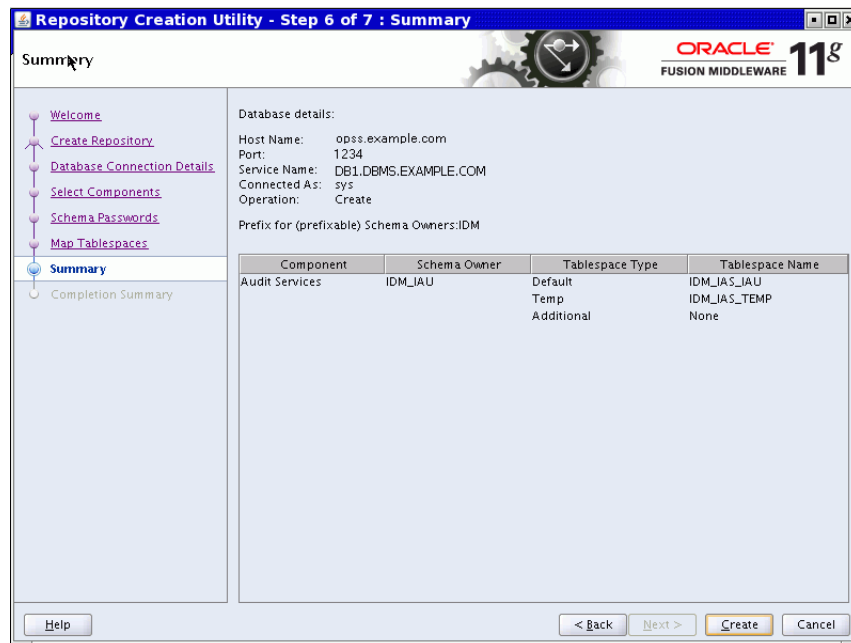 Repository Creation Utility - Step 6 of 7 : Summary
Summary
ORACLE
FUSION MIDDLEWARE
11g
Welcome
Create Repository
Database Connection Details
Select Components
Schema Passwords
Map Tablespaces
Summary
Completion Summary
Database details:
Host Name: opss.example.com
Port: 1234
Service Name: DB1.DBMS.EXAMPLE.COM
Connected As: sys
Operation: Create
Prefix for (prefixable) Schema Owners:IDM
Component Schema Owner Tablespace Type Tablespace Name
Audit Services IDM_IAU Default IDM_IAS_IAU
Temp IDM_IAS_TEMP
Additional None
Help < Back Next > Create Cancel